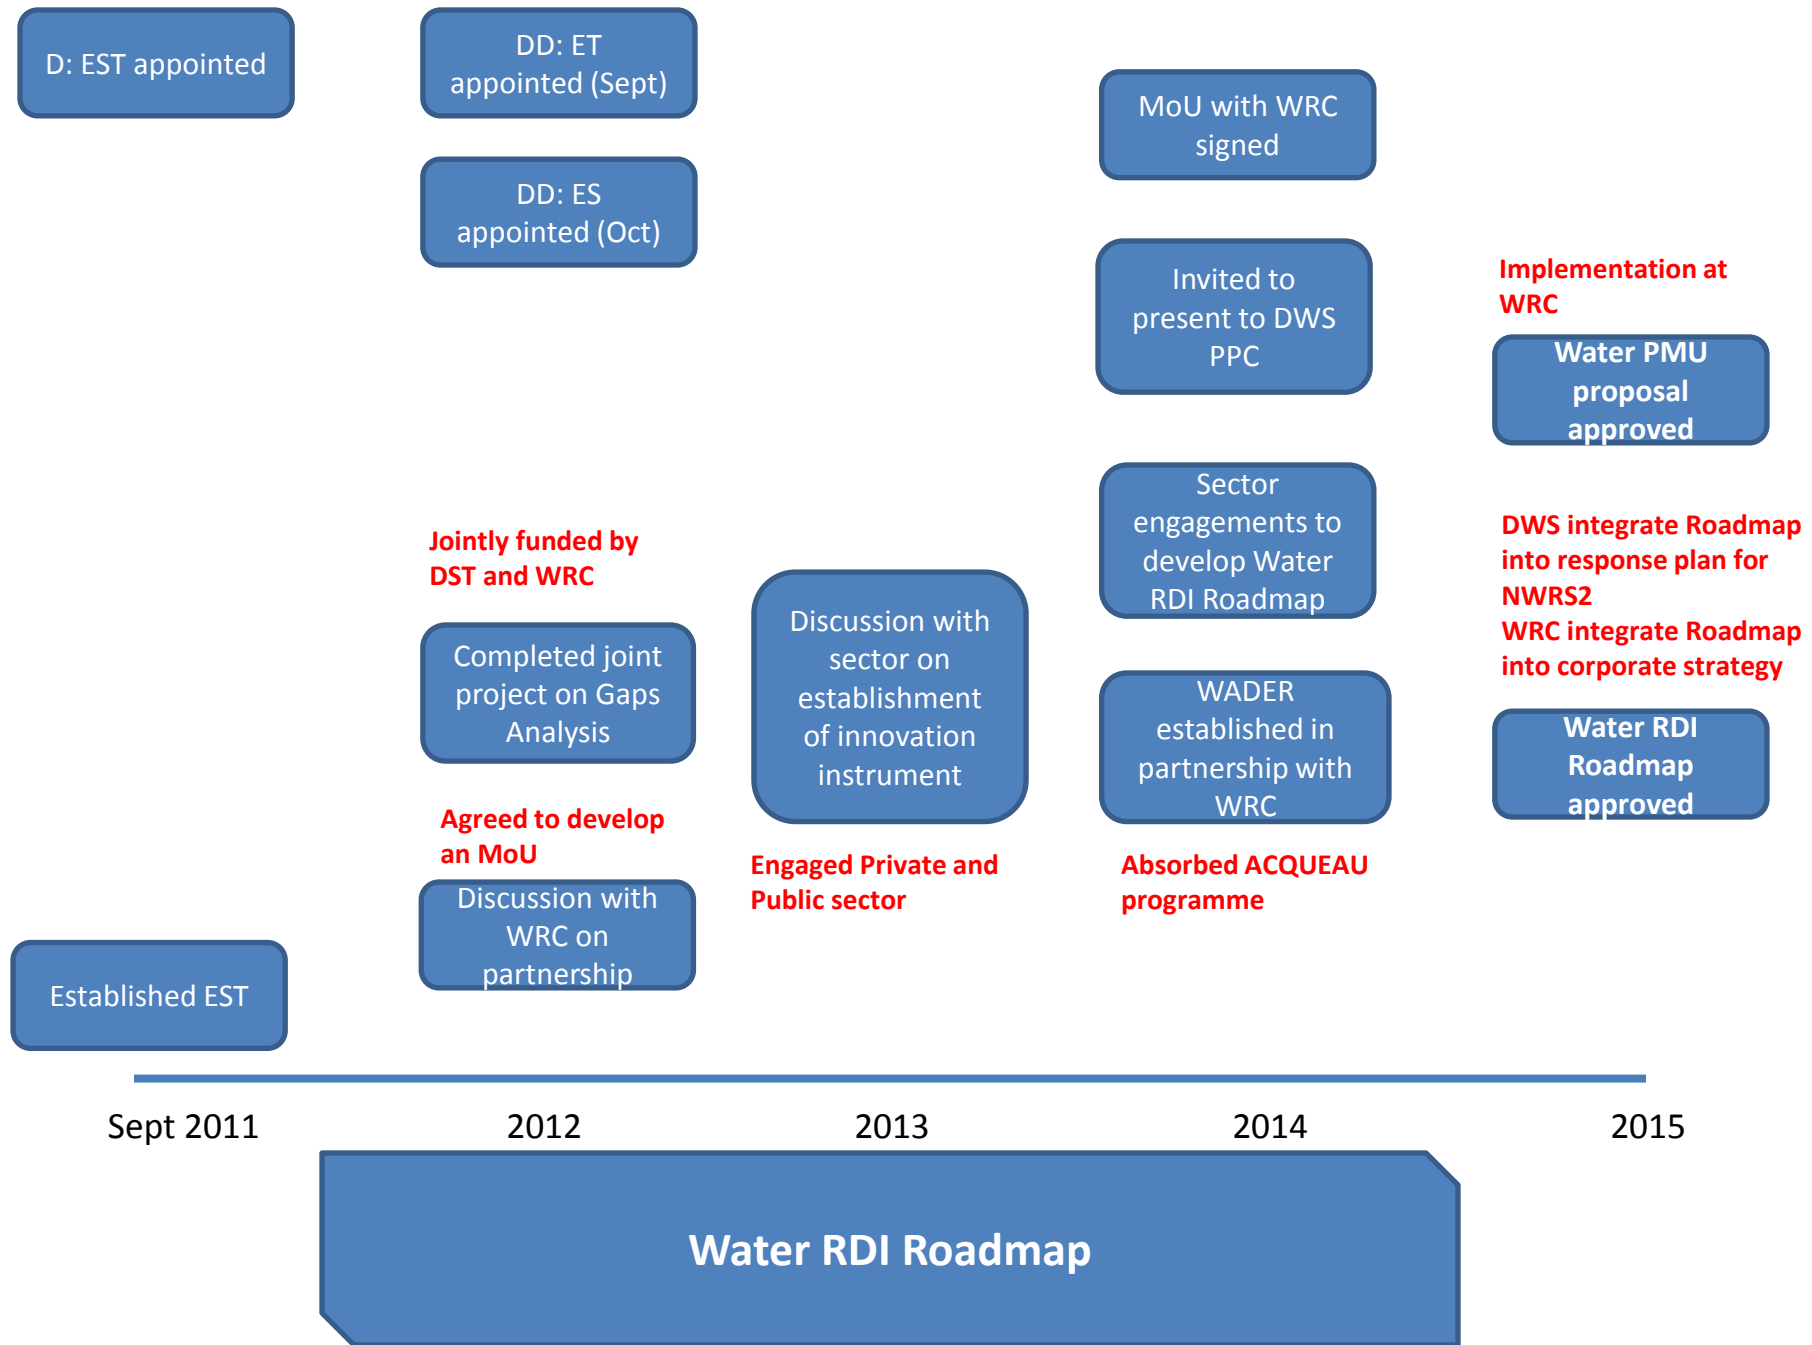 D: EST appointed
Established EST
DD: ET
appointed (Sept)
DD: ES
appointed (Oct)
Jointly funded by
DST and WRC
Completed joint
project on Gaps
Analysis
Agreed to develop
an MoU
Discussion with
WRC on
partnership
Discussion with
sector on
establishment
of innovation
instrument
Engaged Private and
Public sector
MoU with WRC
signed
Invited to
present to DWS
PPC
Sector
engagements to
develop Water
RDI Roadmap
WADER
established in
partnership with
WRC
Absorbed ACQUEAU
programme
Implementation at
WRC
Water PMU
proposal
approved
DWS integrate Roadmap
into response plan for
NWRS2
WRC integrate Roadmap
into corporate strategy
Water RDI
Roadmap
approved
Sept 2011
2012
2013
2014
2015
Water RDI Roadmap